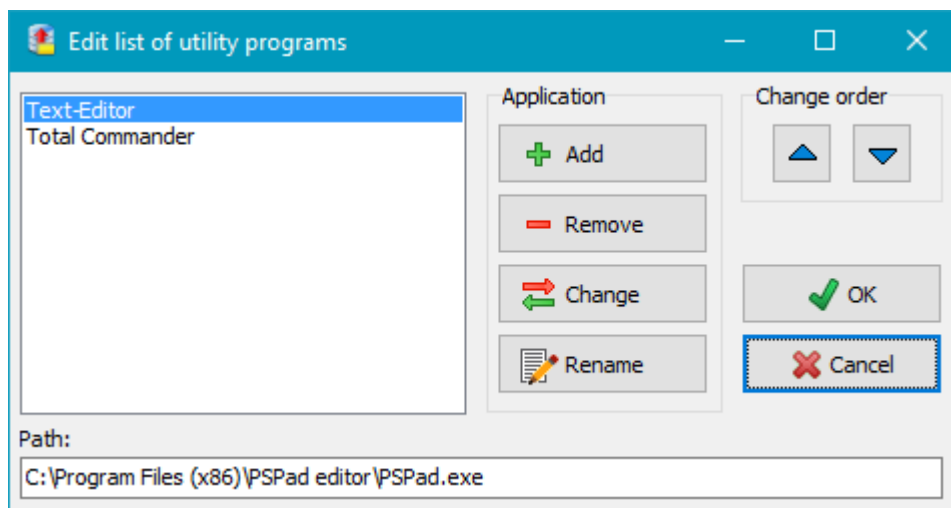 Edit list of utility programs
Text-Editor
Total Commander
Application
Add
Remove
Change
Rename
Change order
OK
Cancel
Path:
C:\Program Files (x86)\PSPad editor\PSPad.exe